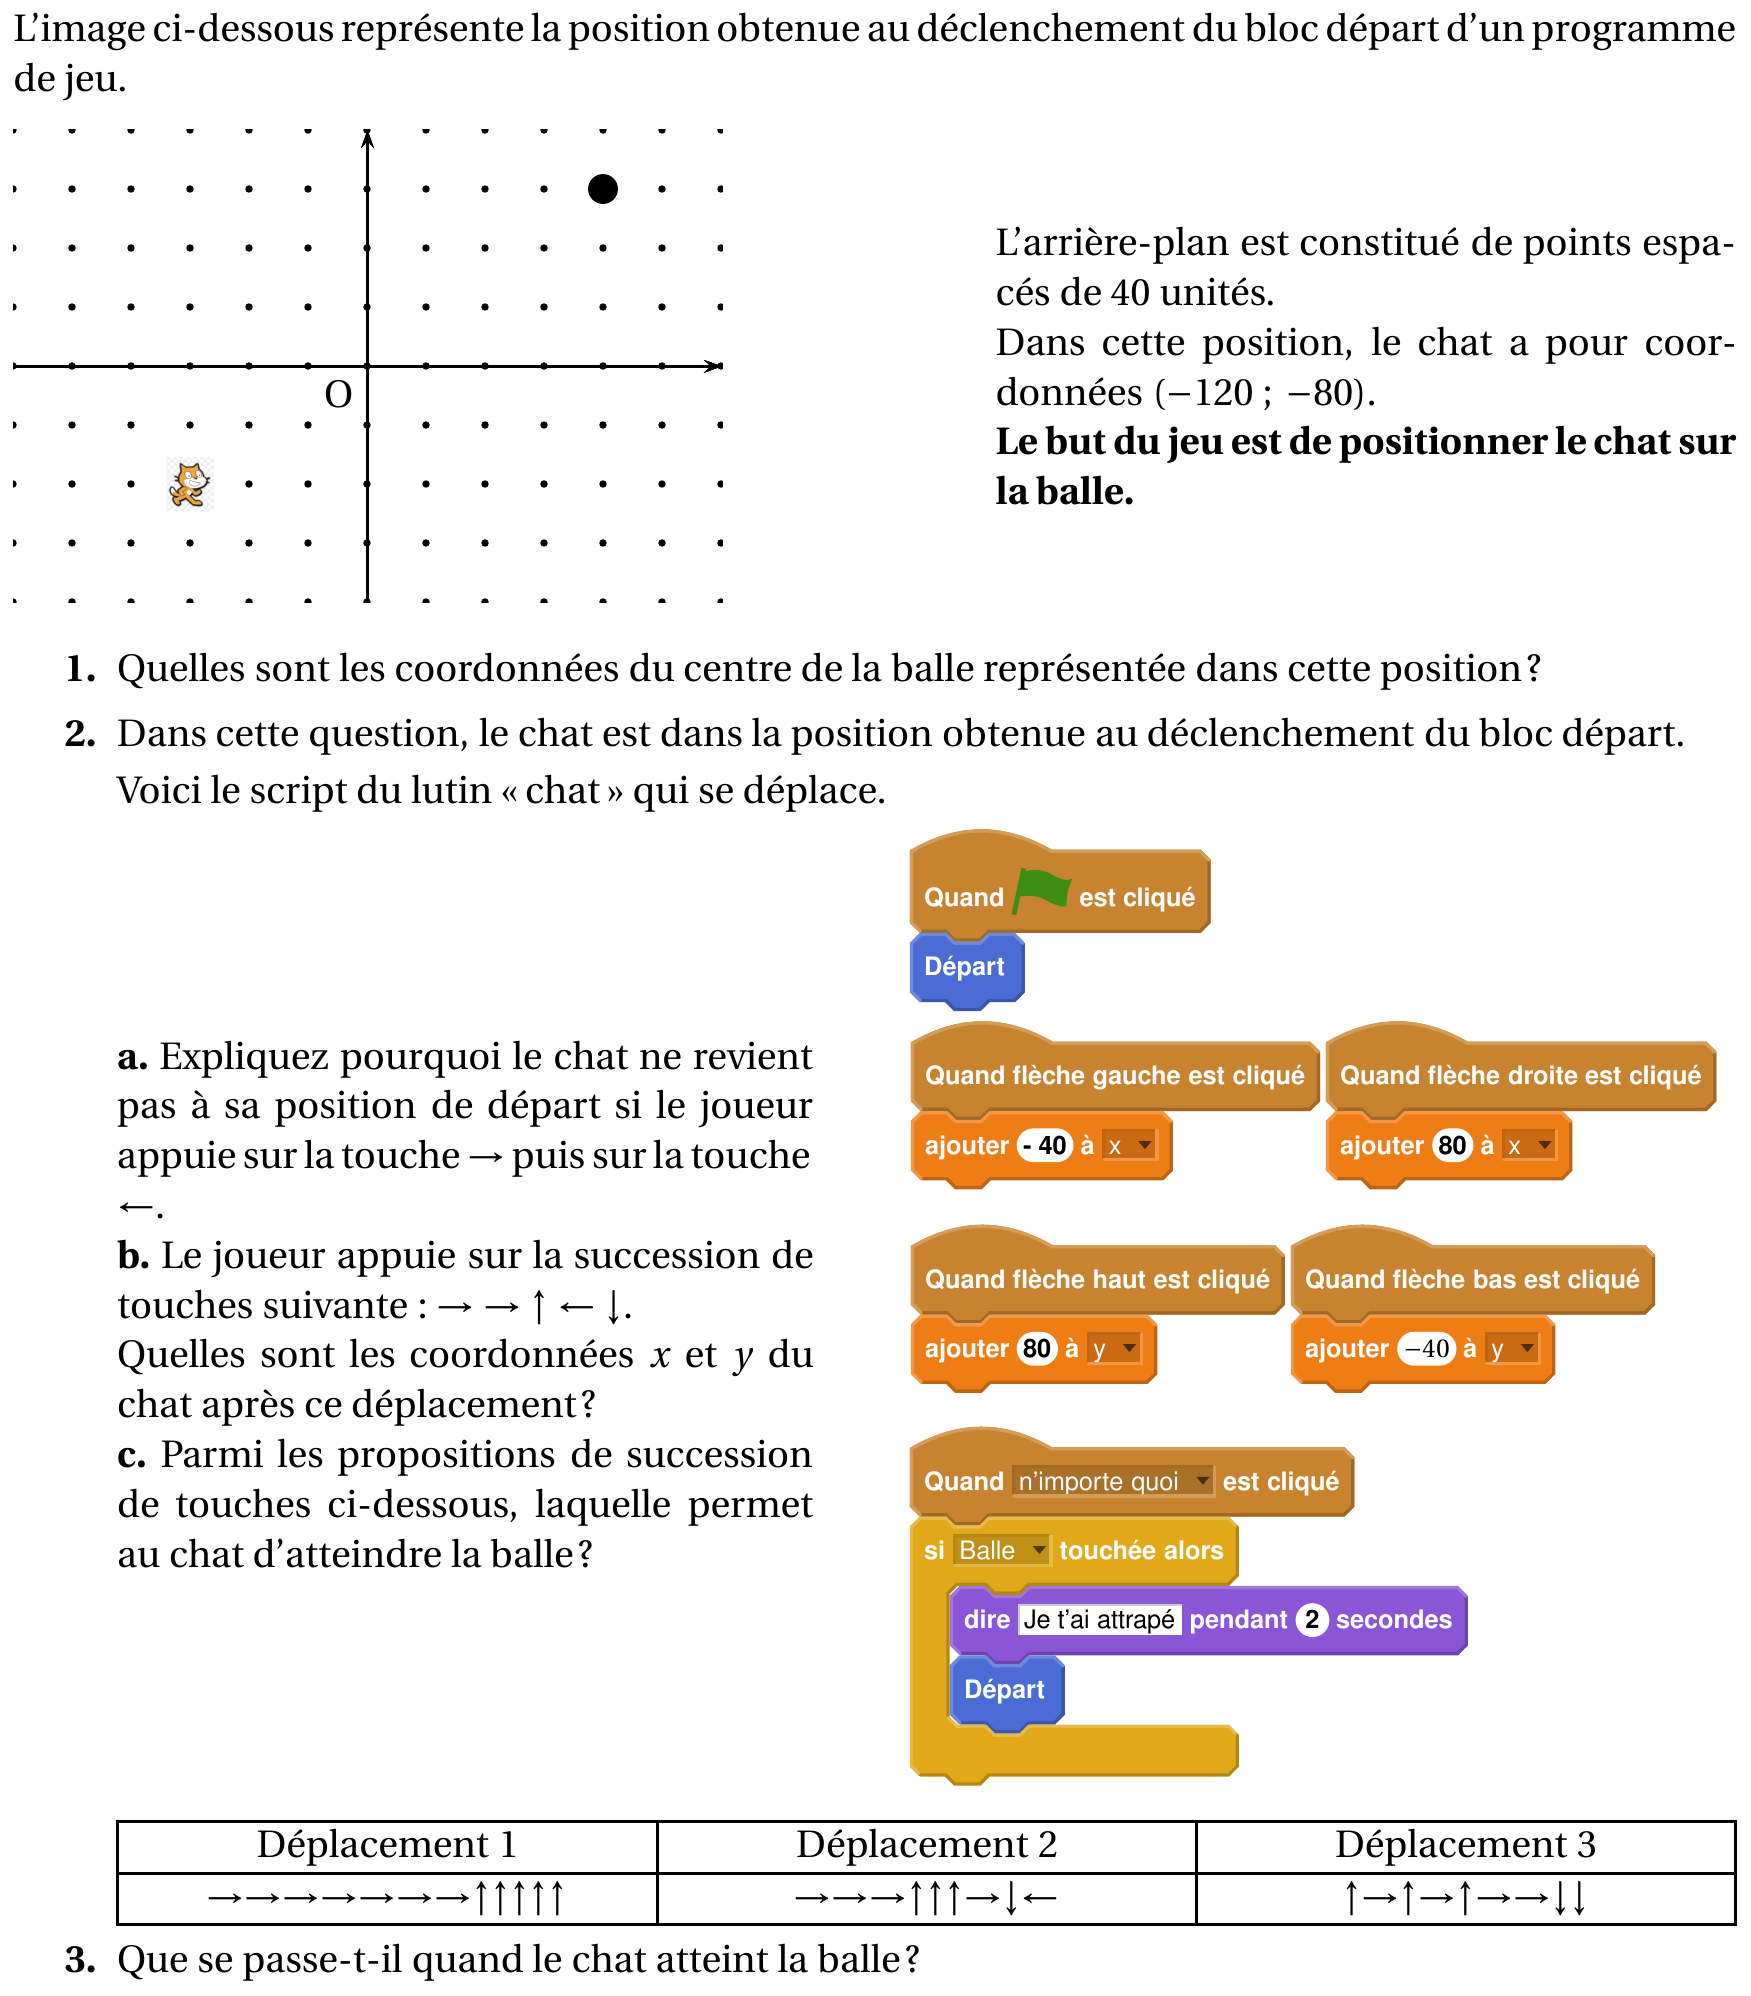 L’image ci-dessous représente la position obtenue au déclenchement du bloc départ d’un programme
de jeu.
O
L’arrière-plan est constitué de points espa-
cés de 40 unités.
Dans cette position, le chat a pour coor-
données (−120 ; −80).
Le but du jeu est de positionner le chat sur
la balle.
1. Quelles sont les coordonnées du centre de la balle représentée dans cette position ?
2. Dans cette question, le chat est dans la position obtenue au déclenchement du bloc départ.
Voici le script du lutin « chat » qui se déplace.
a. Expliquez pourquoi le chat ne revient
pas à sa position de départ si le joueur
appuie sur la touche → puis sur la touche
←.
b. Le joueur appuie sur la succession de
touches suivante : → → ↑ ← ↓.
Quelles sont les coordonnées x et y du
chat après ce déplacement ?
c. Parmi les propositions de succession
de touches ci-dessous, laquelle permet
au chat d’atteindre la balle ?
Quand est cliqué
Départ
Quand flèche gauche est cliqué
ajouter - 40 à x
Quand flèche droite est cliqué
ajouter 80 à x
Quand flèche haut est cliqué
ajouter 80 à y
Quand flèche bas est cliqué
ajouter −40 à y
Quand n’importe quoi est cliqué
si Balle touchée alors
dire Je t’ai attrapé pendant 2 secondes
Départ
Déplacement 1 Déplacement 2 Déplacement 3
→→→→→→→↑↑↑↑↑ →→→↑↑↑→↓← ↑→↑→↑→→↓↓
3. Que se passe-t-il quand le chat atteint la balle ?